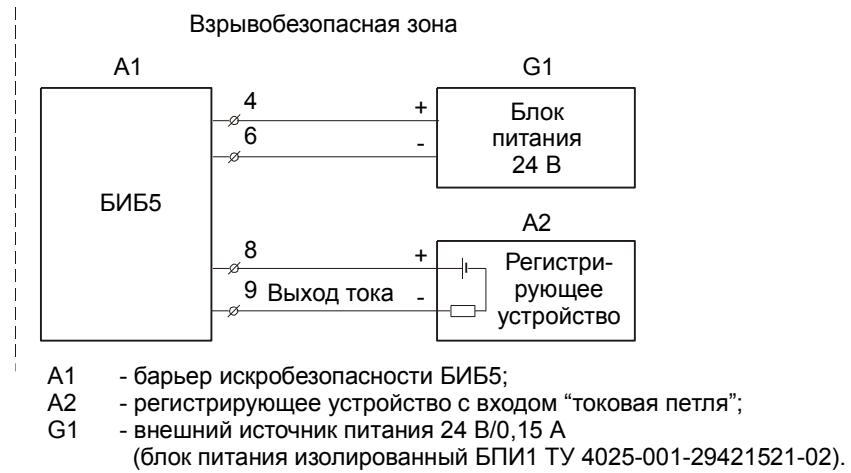 Взрывобезопасная зона
A1
G1
БИБ5
4
+
6
-
Блок
питания
24 В
A2
8
+
9 Выход тока -
Регистри-
рующее
устройство
A1 - барьер искробезопасности БИБ5;
A2 - регистрирующее устройство с входом “токовая петля”;
G1 - внешний источник питания 24 В/0,15 А
(блок питания изолированный БПИ1 ТУ 4025-001-29421521-02).